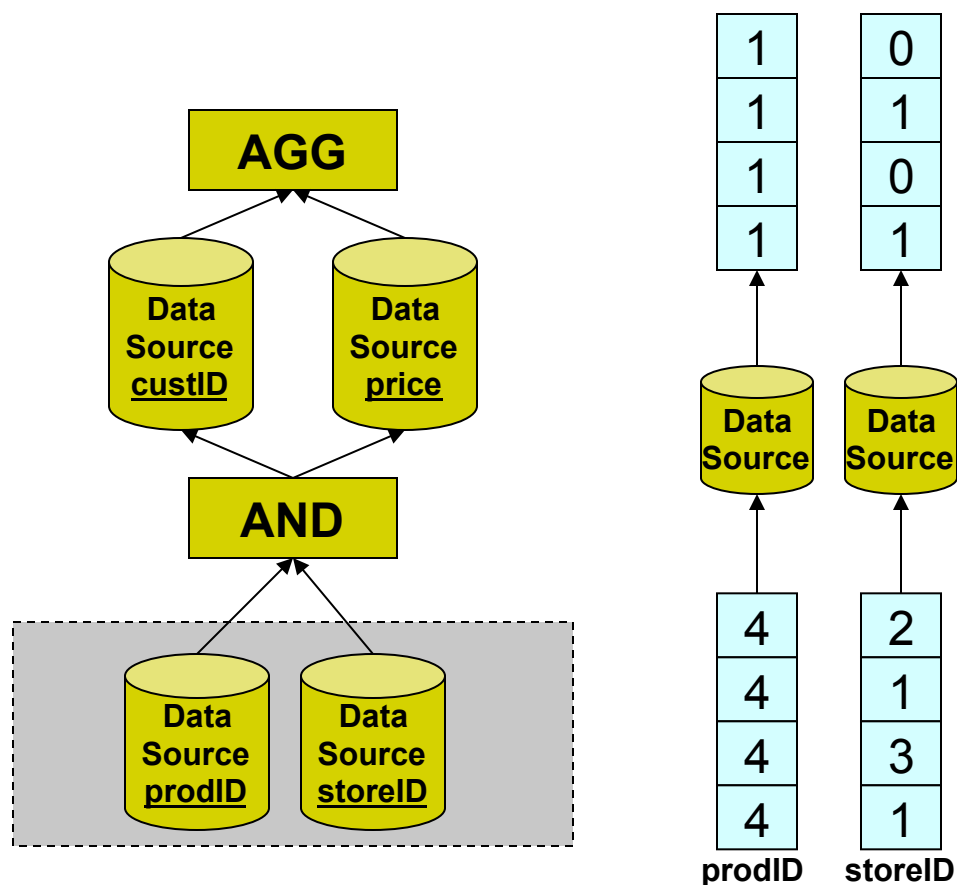 AGG
Data
Source
custID
Data
Source
price
AND
Data
Source
prodID
Data
Source
storeID
1
1
1
1
0
1
0
1
Data
Source
Data
Source
4
4
4
4
prodID
2
1
3
1
storeID